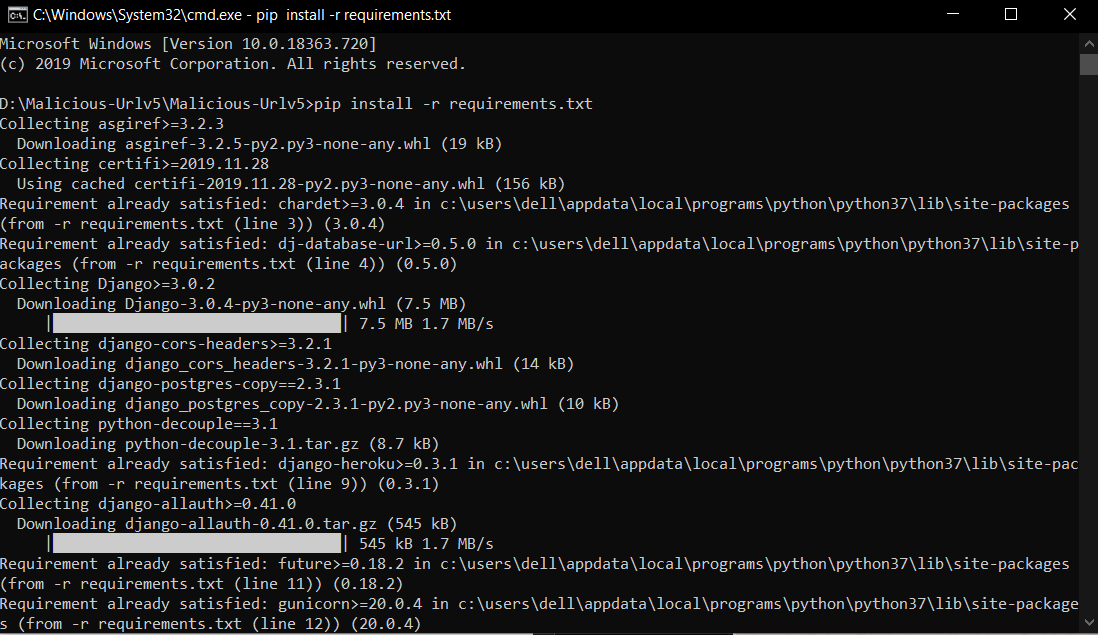 C:\Windows\System32\cmd.exe - pip  install -r requirements.txt
Microsoft Windows [Version 10.0.18363.720]
(c) 2019 Microsoft Corporation. All rights reserved.
D:\Malicious-Urlv5\Malicious-Urlv5>pip install -r requirements.txt
Collecting asgiref>=3.2.3
  Downloading asgiref-3.2.5-py2.py3-none-any.whl (19 kB)
Collecting certifi>=2019.11.28
  Using cached certifi-2019.11.28-py2.py3-none-any.whl (156 kB)
Requirement already satisfied: chardet>=3.0.4 in c:\users\dell\appdata\local\programs\python\python37\lib\site-packages
(from -r requirements.txt (line 3)) (3.0.4)
Requirement already satisfied: dj-database-url>=0.5.0 in c:\users\dell\appdata\local\programs\python\python37\lib\site-p
ackages (from -r requirements.txt (line 4)) (0.5.0)
Collecting Django>=3.0.2
  Downloading Django-3.0.4-py3-none-any.whl (7.5 MB)
     || 7.5 MB 1.7 MB/s
Collecting django-cors-headers>=3.2.1
  Downloading django_cors_headers-3.2.1-py3-none-any.whl (14 kB)
Collecting django-postgres-copy==2.3.1
  Downloading django_postgres_copy-2.3.1-py2.py3-none-any.whl (10 kB)
Collecting python-decouple==3.1
  Downloading python-decouple-3.1.tar.gz (8.7 kB)
Requirement already satisfied: django-heroku>=0.3.1 in c:\users\dell\appdata\local\programs\python\python37\lib\site-pac
kages (from -r requirements.txt (line 9)) (0.3.1)
Collecting django-allauth>=0.41.0
  Downloading django-allauth-0.41.0.tar.gz (545 kB)
     || 545 kB 1.7 MB/s
Requirement already satisfied: future>=0.18.2 in c:\users\dell\appdata\local\programs\python\python37\lib\site-packages
(from -r requirements.txt (line 11)) (0.18.2)
Requirement already satisfied: gunicorn>=20.0.4 in c:\users\dell\appdata\local\programs\python\python37\lib\site-package
s (from -r requirements.txt (line 12)) (20.0.4)